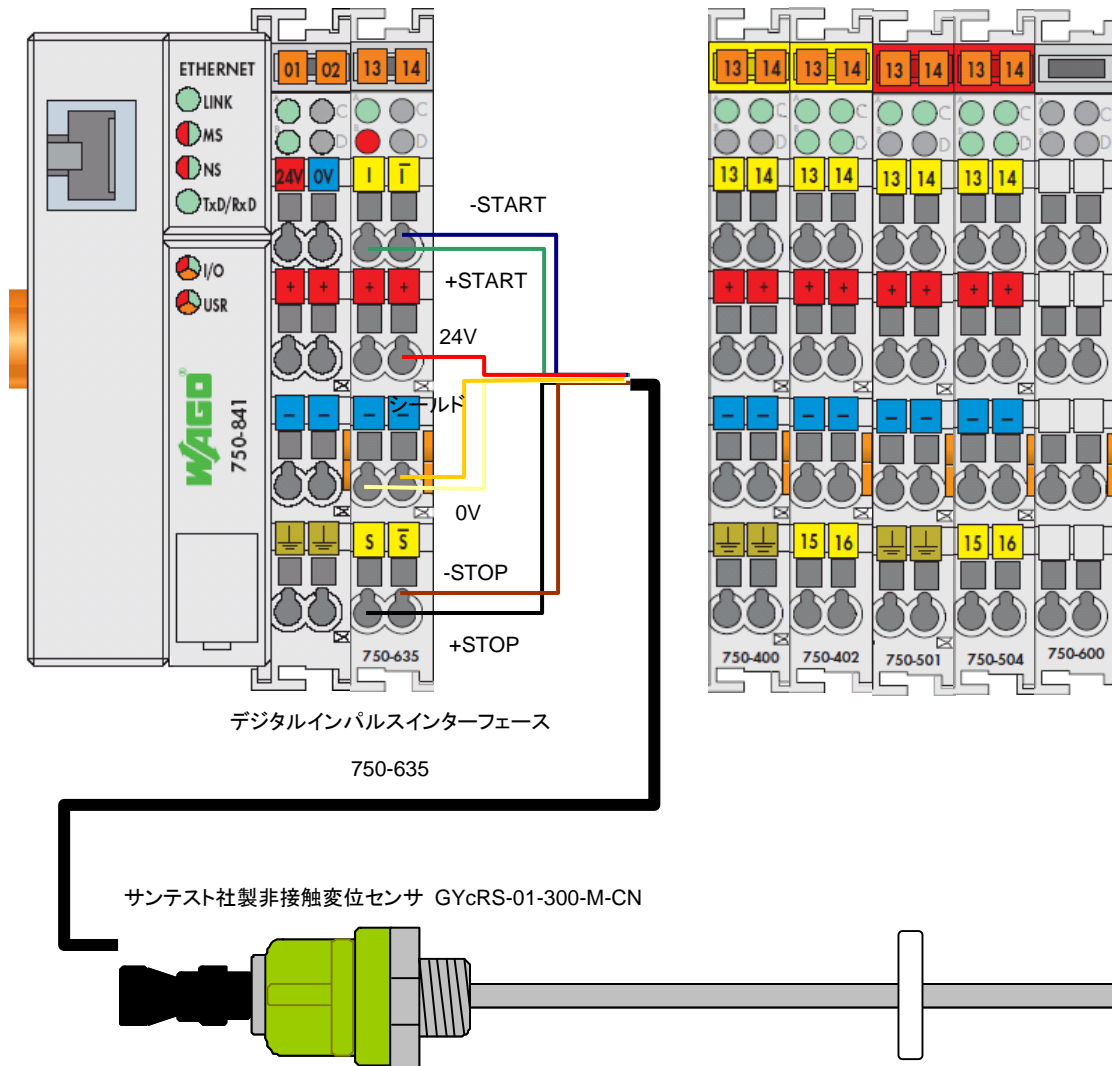 ETHERNET
LINK
MS
NS
TxD/RxD
I/O
USR
WAGO®
750-841
01 02 13 14
A C
B D
24V 0V I I̅
+ + + +
− − − −
S S̅
750-635
-START
+START
24V
シールド
0V
-STOP
+STOP
13 14 13 14 13 14 13 14
A C A C A C
B D B D B D
13 14 13 14 13 14 13 14
+ + + + + + + +
− − − − − − − −
15 16 15 16
750-400 750-402 750-501 750-504 750-600
デジタルインパルスインターフェース
750-635
サンテスト社製非接触変位センサ GYcRS-01-300-M-CN